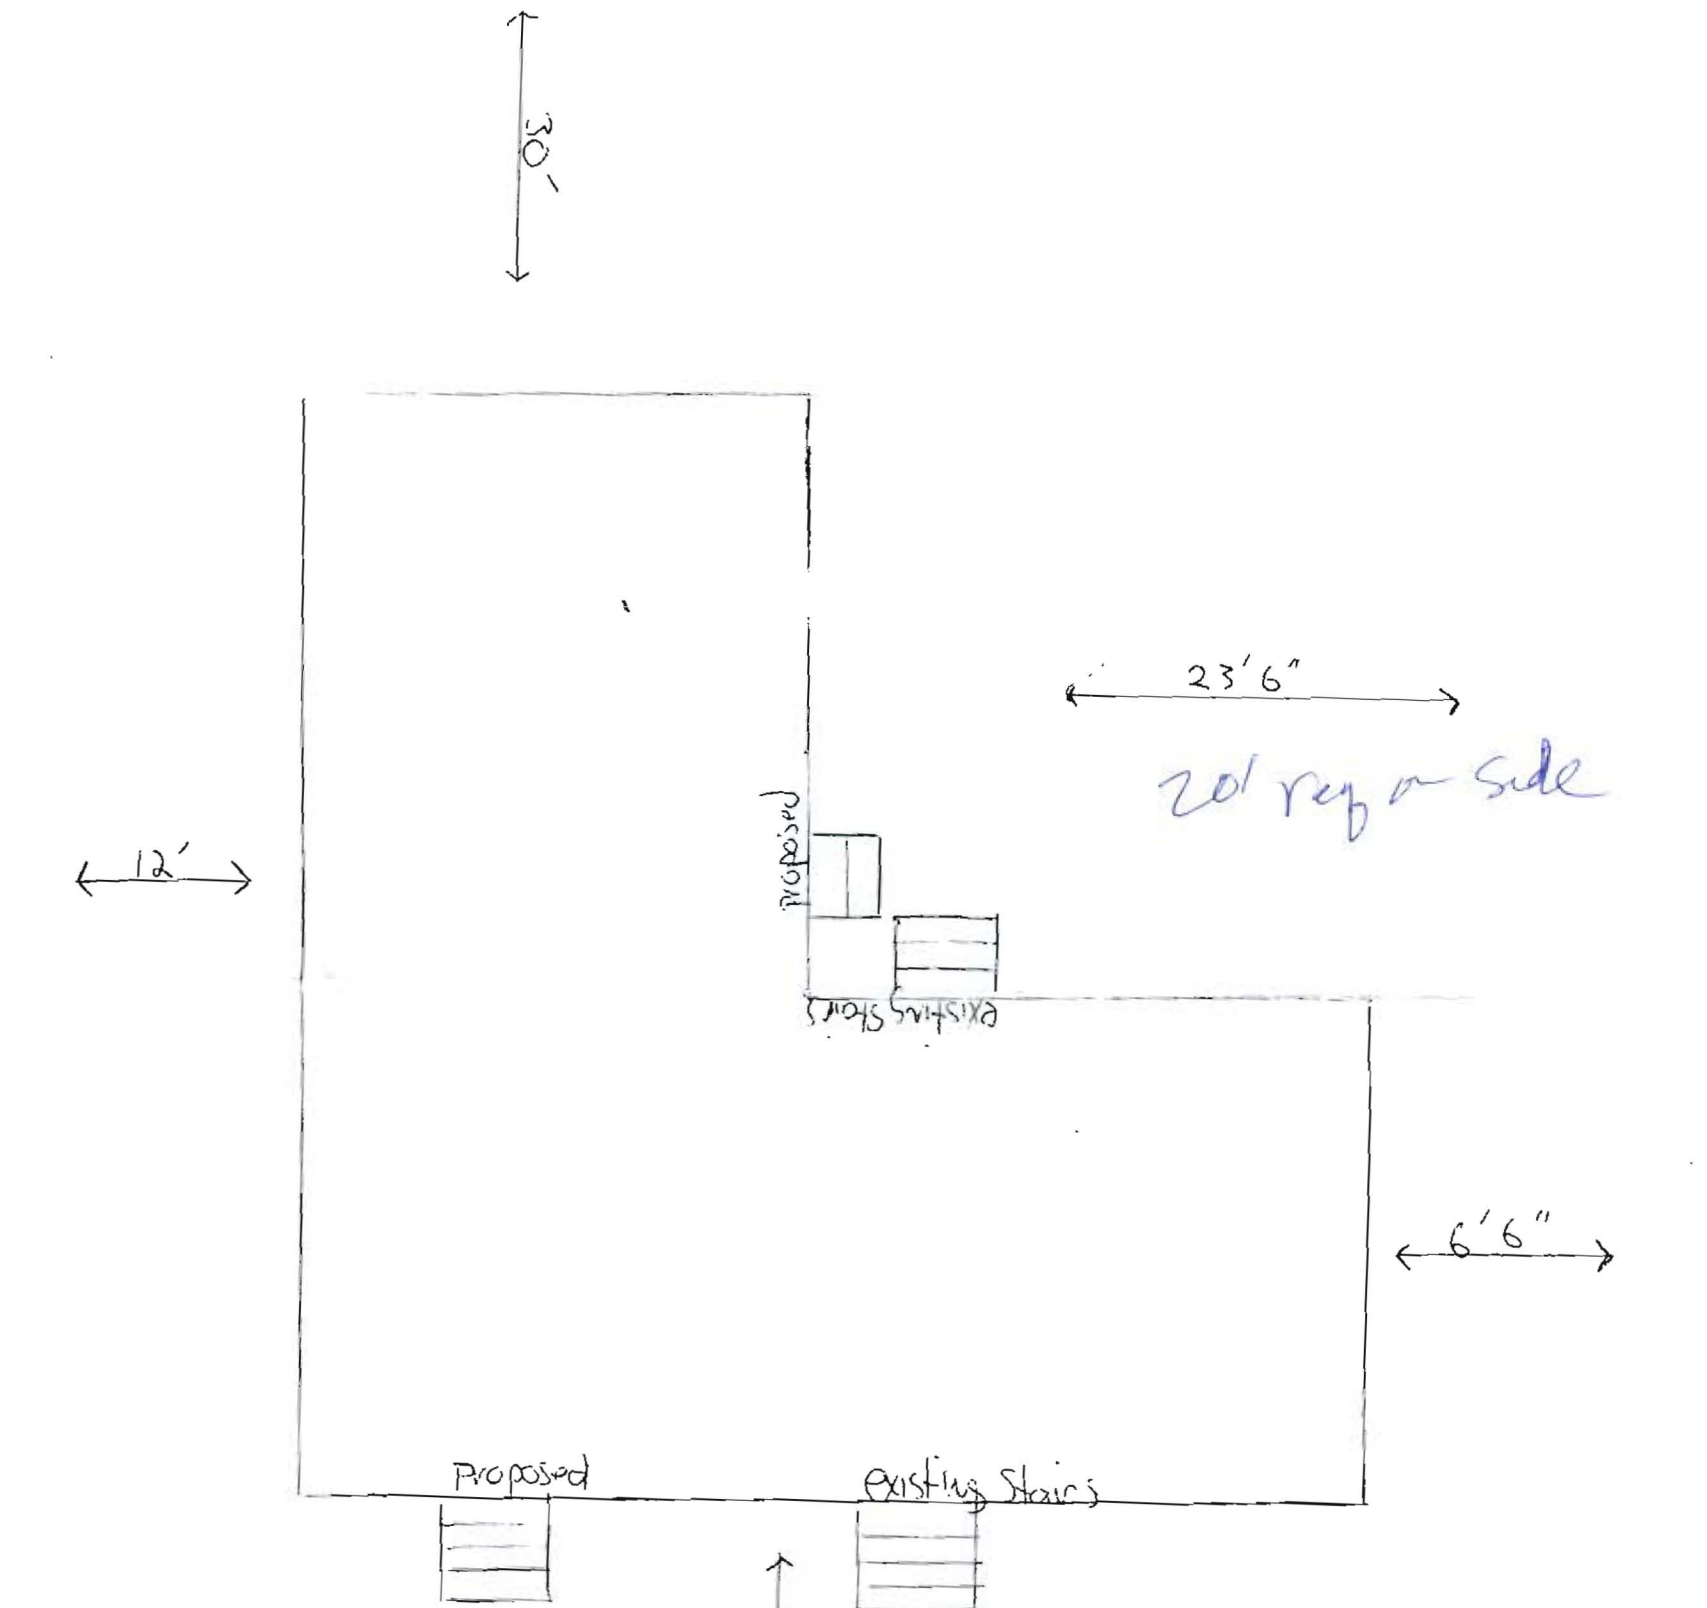 30'
23'6"
20' req on side
proposed
12'
existing stairs
6'6"
proposed
existing stairs